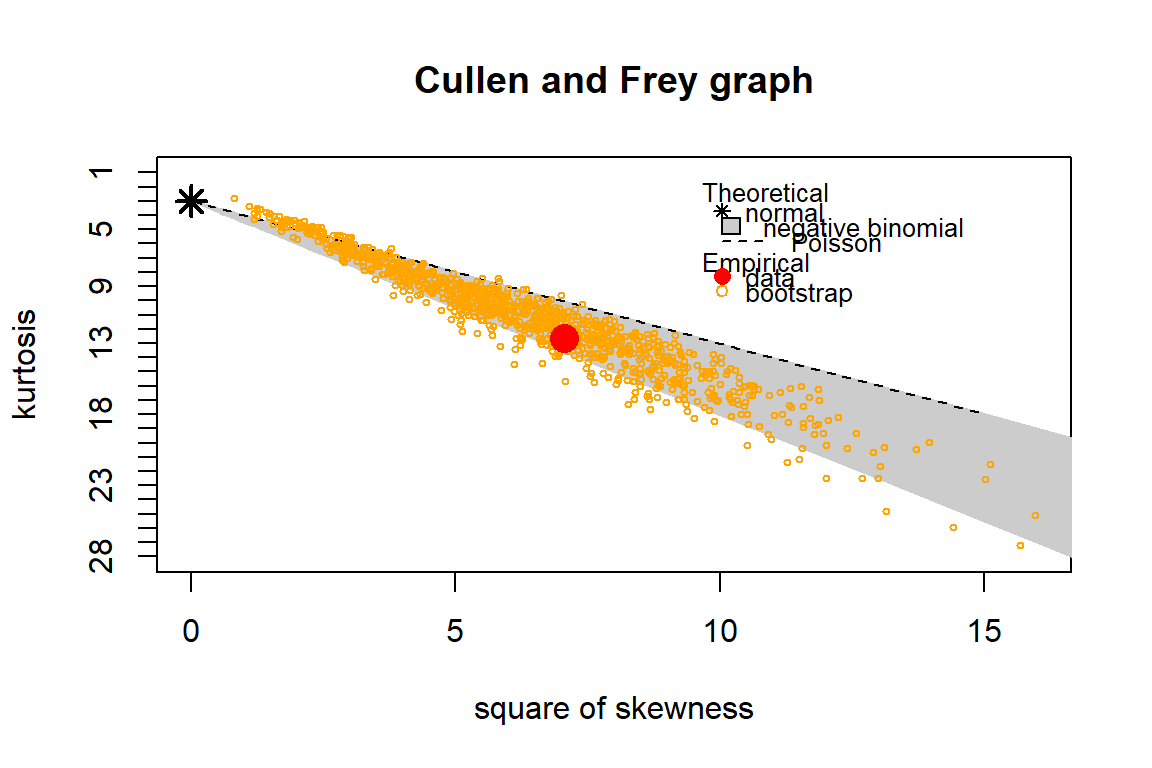 Cullen and Frey graph
kurtosis
1
5
9
13
18
23
28
Theoretical
normal
negative binomial
Poisson
Empirical
data
bootstrap
0 5 10 15
square of skewness